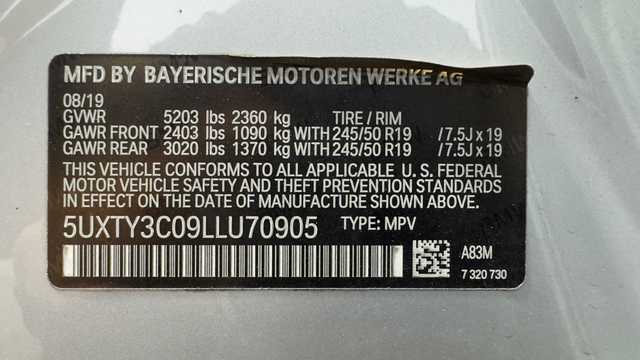 MFD BY BAYERISCHE MOTOREN WERKE AG
08/19
GVWR 5203 lbs 2360 kg TIRE / RIM
GAWR FRONT 2403 lbs 1090 kg WITH 245/50 R19 /7.5J x 19
GAWR REAR 3020 lbs 1370 kg WITH 245/50 R19 /7.5J x 19
THIS VEHICLE CONFORMS TO ALL APPLICABLE U. S. FEDERAL
MOTOR VEHICLE SAFETY AND THEFT PREVENTION STANDARDS
IN EFFECT ON THE DATE OF MANUFACTURE SHOWN ABOVE.
5UXTY3C09LLU70905 TYPE: MPV
A83M
7 320 730